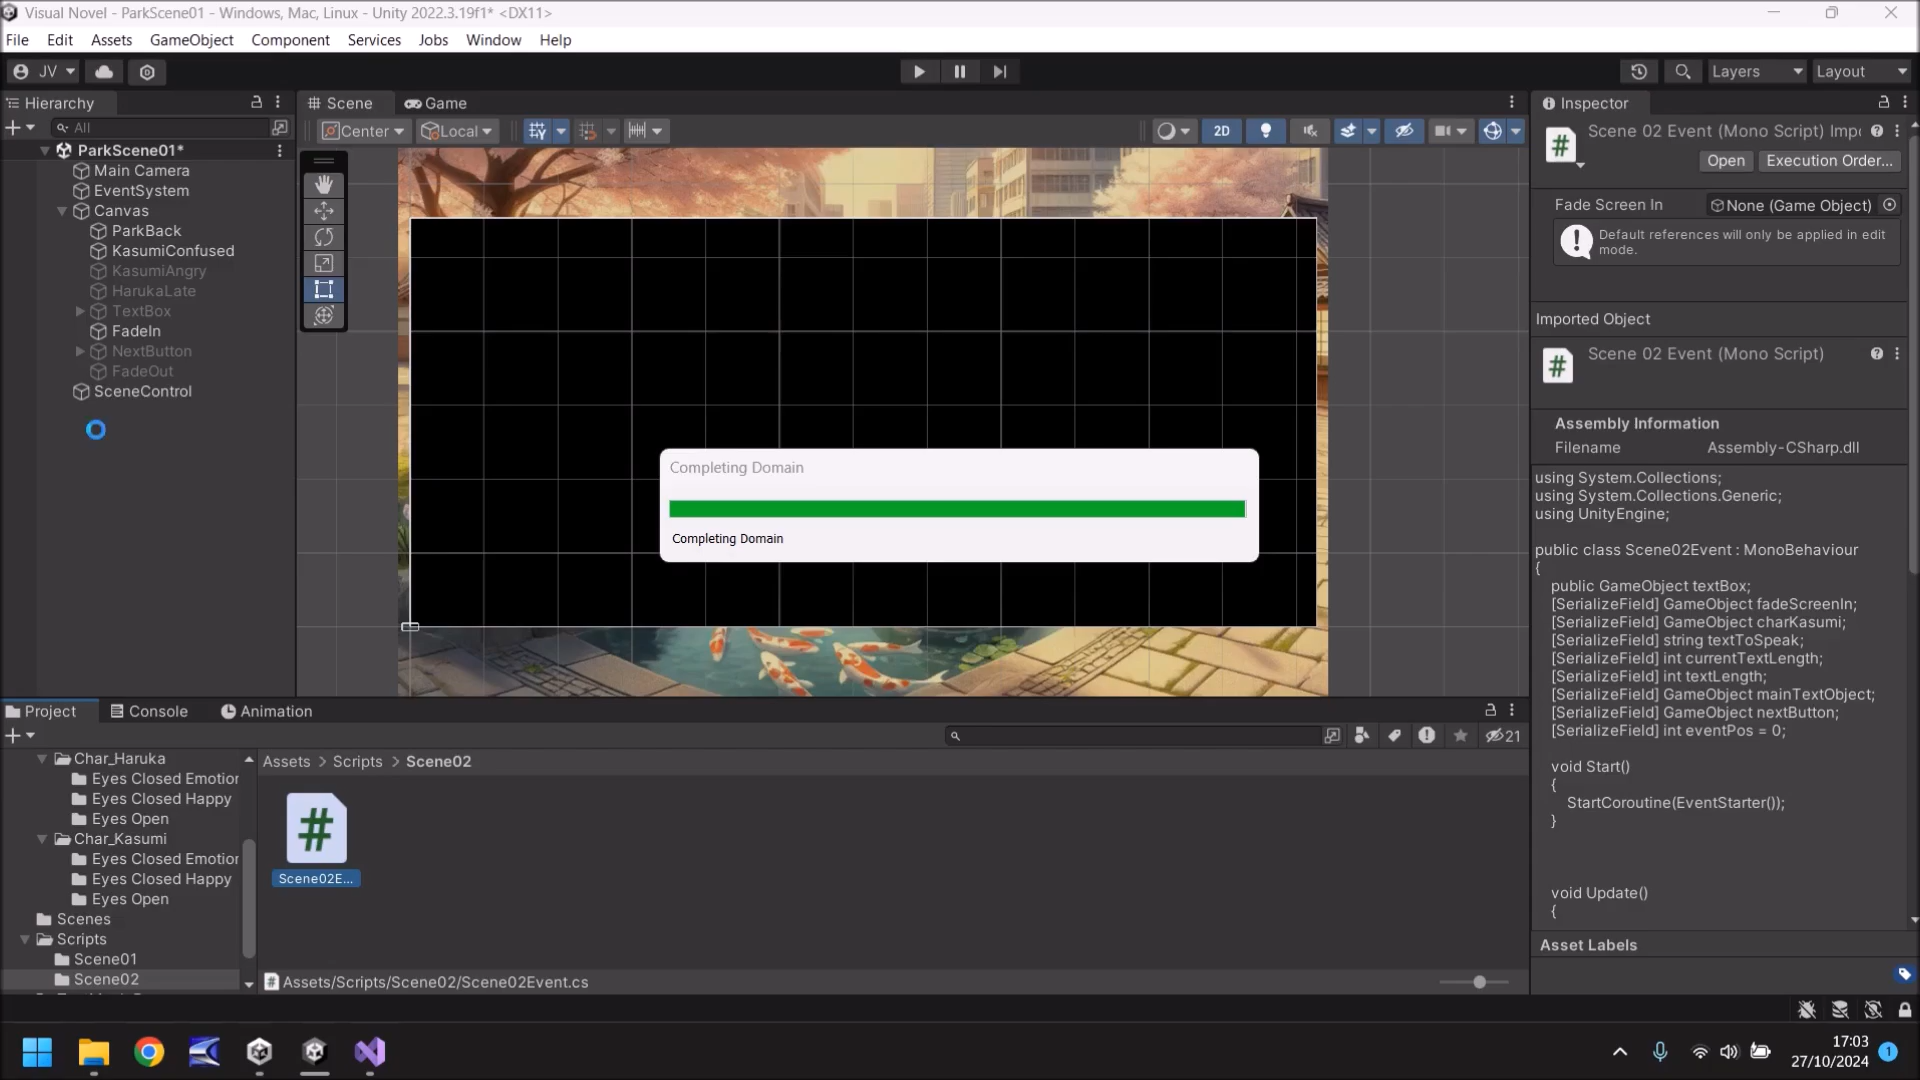 Visual Novel - ParkScene01 - Windows, Mac, Linux - Unity 2022.3.19f1* <DX11>
File Edit Assets GameObject Component Services Jobs Window Help
JV
Layers
Layout
Hierarchy
All
ParkScene01*
Main Camera
EventSystem
Canvas
ParkBack
KasumiConfused
KasumiAngry
HarukaLate
TextBox
FadeIn
NextButton
FadeOut
SceneControl
Scene
Game
Center
Local
2D
Completing Domain
Completing Domain
Inspector
Scene 02 Event (Mono Script) Impo
Open
Execution Order...
Fade Screen In
None (Game Object)
Default references will only be applied in edit
mode.
Imported Object
Scene 02 Event (Mono Script)
Assembly Information
Filename Assembly-CSharp.dll
using System.Collections;
using System.Collections.Generic;
using UnityEngine;
public class Scene02Event : MonoBehaviour
{
public GameObject textBox;
[SerializeField] GameObject fadeScreenIn;
[SerializeField] GameObject charKasumi;
[SerializeField] string textToSpeak;
[SerializeField] int currentTextLength;
[SerializeField] int textLength;
[SerializeField] GameObject mainTextObject;
[SerializeField] GameObject nextButton;
[SerializeField] int eventPos = 0;
void Start()
{
StartCoroutine(EventStarter());
}
void Update()
{
Asset Labels
Project
Console
Animation
21
Char_Haruka
Eyes Closed Emotior
Eyes Closed Happy
Eyes Open
Char_Kasumi
Eyes Closed Emotior
Eyes Closed Happy
Eyes Open
Scenes
Scripts
Scene01
Scene02
Assets > Scripts > Scene02
#
Scene02E...
Assets/Scripts/Scene02/Scene02Event.cs
17:03
27/10/2024
1